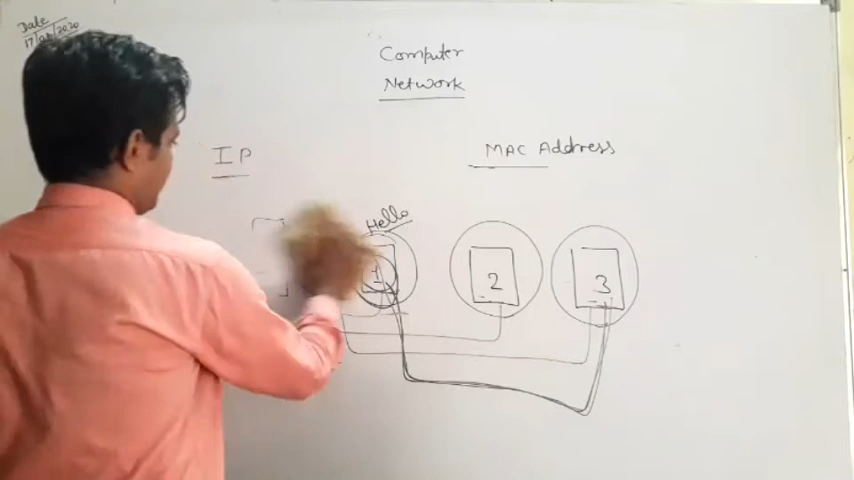 Date
Computer
Network
IP
MAC Address
Hello
1
2
3